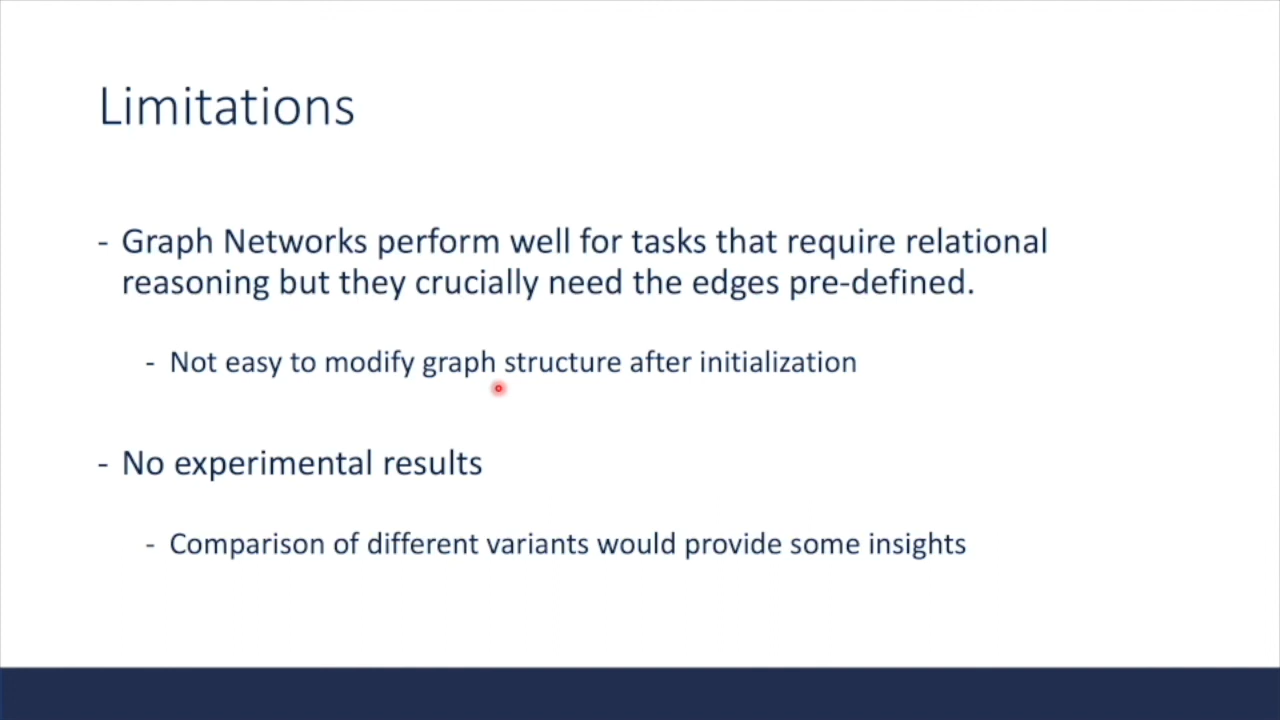 Limitations
- Graph Networks perform well for tasks that require relational
reasoning but they crucially need the edges pre-defined.
- Not easy to modify graph structure after initialization
- No experimental results
- Comparison of different variants would provide some insights